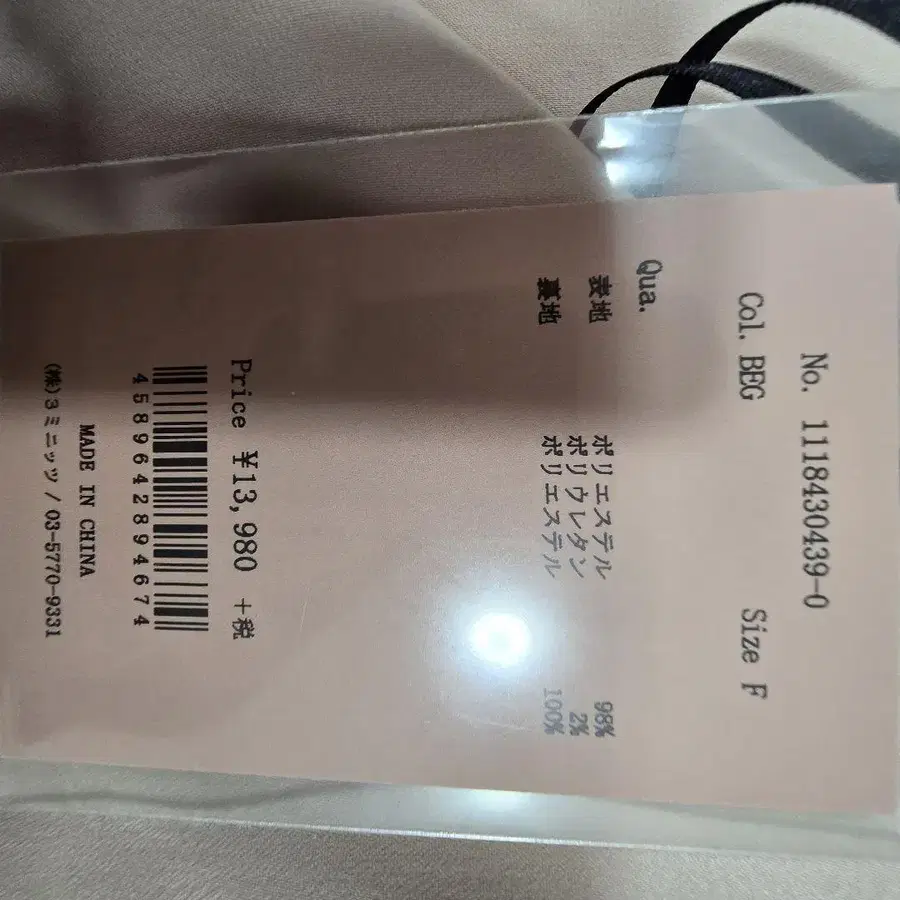 No. 1118430439-0
Col. BEG Size F
Qua.
表地 ポリエステル 98%
ポリウレタン 2%
裏地 ポリエステル 100%
Price ¥13,980 +税
4589642894674
MADE IN CHINA
(株)3ミニッツ/03-5770-9331